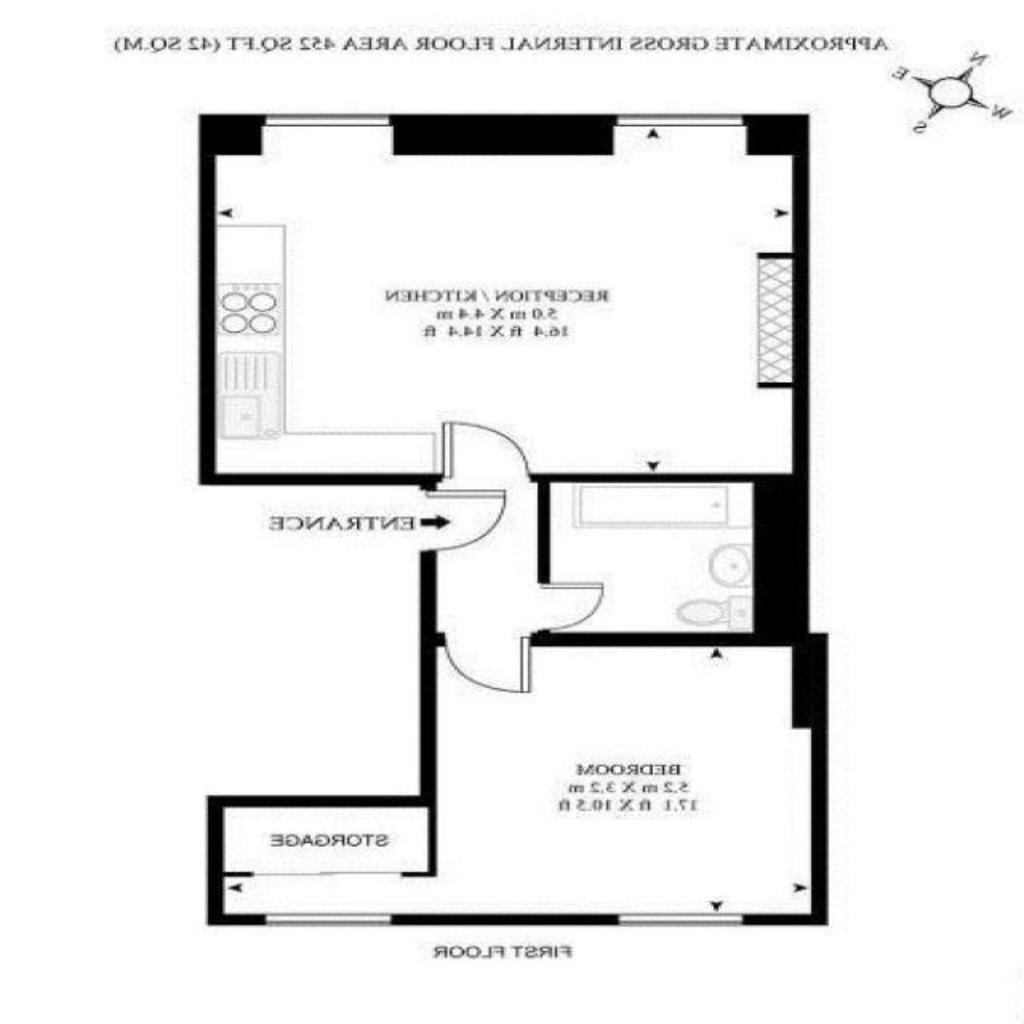 APPROXIMATE GROSS INTERNAL FLOOR AREA 452 SQ.FT (42 SQ.M)
N
E
W
S
RECEPTION / KITCHEN
5.0 m X 4.4 m
16.4 ft X 14.4 ft
ENTRANCE
BEDROOM
5.2 m X 3.2 m
17.1 ft X 10.5 ft
STORGAGE
FIRST FLOOR